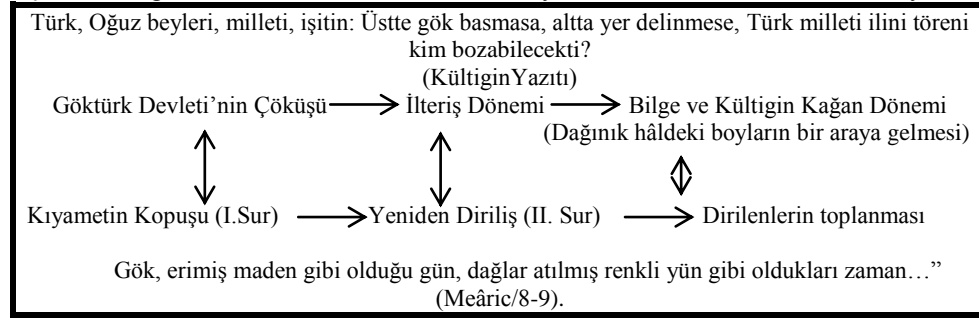 Türk, Oğuz beyleri, milleti, işitin: Üstte gök basmasa, altta yer delinmese, Türk milleti ilini töreni
kim bozabilecekti?
(KültiginYazıtı)
Göktürk Devleti’nin Çöküşü İlteriş Dönemi Bilge ve Kültigin Kağan Dönemi
(Dağınık hâldeki boyların bir araya gelmesi)
Kıyametin Kopuşu (I.Sur) Yeniden Diriliş (II. Sur) Dirilenlerin toplanması
Gök, erimiş maden gibi olduğu gün, dağlar atılmış renkli yün gibi oldukları zaman…”
(Meâric/8-9).